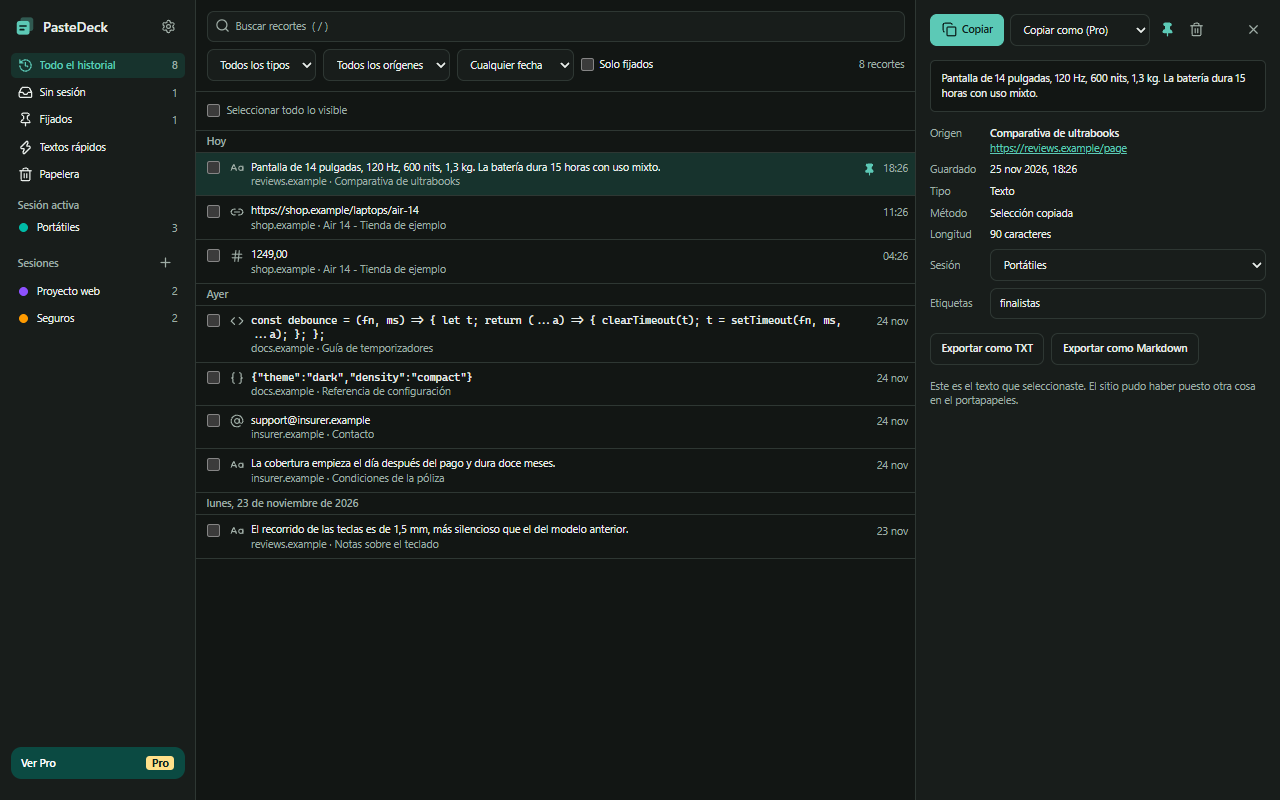 PasteDeck
Todo el historial 8
Sin sesión 1
Fijados 1
Textos rápidos
Papelera
Sesión activa
Portátiles 3
Sesiones
Proyecto web 2
Seguros 2
Ver Pro Pro
Buscar recortes ( / )
Todos los tipos Todos los orígenes Cualquier fecha Solo fijados 8 recortes
Seleccionar todo lo visible
Hoy
Aa Pantalla de 14 pulgadas, 120 Hz, 600 nits, 1,3 kg. La batería dura 15 horas con uso mixto. 18:26
reviews.example · Comparativa de ultrabooks
https://shop.example/laptops/air-14 11:26
shop.example · Air 14 - Tienda de ejemplo
# 1249,00 04:26
shop.example · Air 14 - Tienda de ejemplo
Ayer
<> const debounce = (fn, ms) => { let t; return (...a) => { clearTimeout(t); t = setTimeout(fn, ms, 24 nov
...a); }; };
docs.example · Guía de temporizadores
{} {"theme":"dark","density":"compact"} 24 nov
docs.example · Referencia de configuración
@ support@insurer.example 24 nov
insurer.example · Contacto
Aa La cobertura empieza el día después del pago y dura doce meses. 24 nov
insurer.example · Condiciones de la póliza
lunes, 23 de noviembre de 2026
Aa El recorrido de las teclas es de 1,5 mm, más silencioso que el del modelo anterior. 23 nov
reviews.example · Notas sobre el teclado
Copiar Copiar como (Pro)
Pantalla de 14 pulgadas, 120 Hz, 600 nits, 1,3 kg. La batería dura 15
horas con uso mixto.
Origen Comparativa de ultrabooks
https://reviews.example/page
Guardado 25 nov 2026, 18:26
Tipo Texto
Método Selección copiada
Longitud 90 caracteres
Sesión Portátiles
Etiquetas finalistas
Exportar como TXT Exportar como Markdown
Este es el texto que seleccionaste. El sitio pudo haber puesto otra cosa
en el portapapeles.